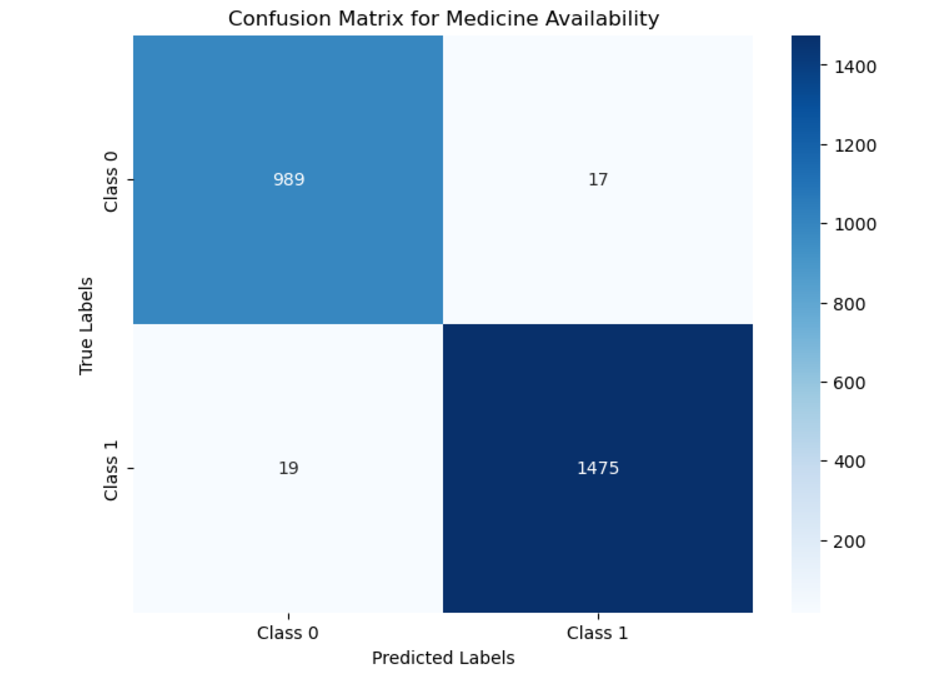 Confusion Matrix for Medicine Availability
True Labels
Class 0
989
17
Class 1
19
1475
Class 0
Class 1
Predicted Labels
1400
1200
1000
800
600
400
200